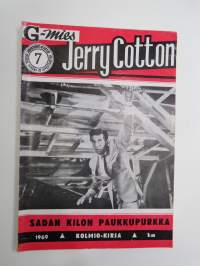 G-mies
7
Jerry Cotton
SADAN KILON PAUKKUPURKKA
1969 ▲ KOLMIO-KIRJA ▲